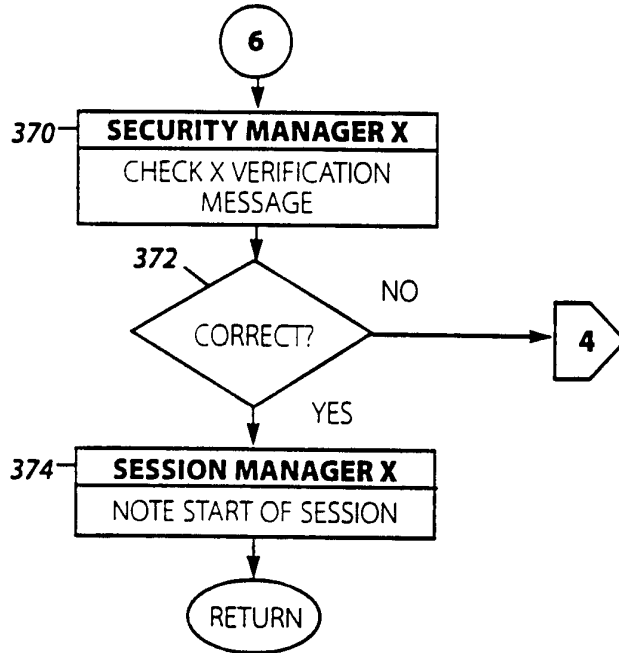 6
370
SECURITY MANAGER X
CHECK X VERIFICATION
MESSAGE
372
NO
CORRECT?
4
YES
374
SESSION MANAGER X
NOTE START OF SESSION
RETURN